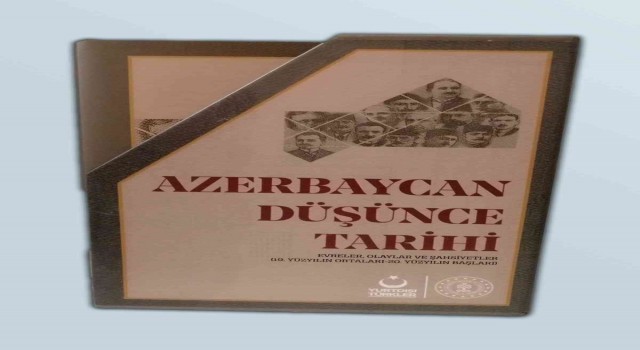 AZERBAYCAN
DÜŞÜNCE
TARİHİ
EVRELER, OLAYLAR VE ŞAHSİYETLER
(19. YÜZYILIN ORTALARI-20. YÜZYILIN BAŞLARI)
YURTDIŞI
TÜRKLER